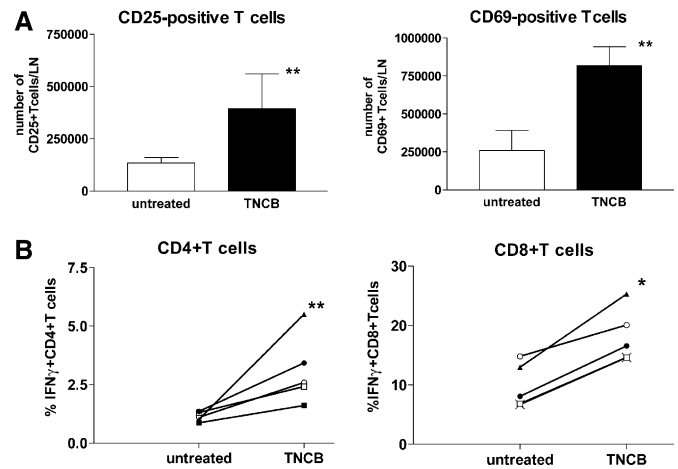 A
CD25-positive T cells
number of
CD25+Tcells/LN
750000
500000
250000
0
**
untreated
TNCB
CD69-positive Tcells
number of
CD69+ Tcells/LN
1000000
750000
500000
250000
0
**
untreated
TNCB
B
CD4+T cells
% IFNγ+CD4+T cells
7.5
5.0
2.5
0.0
**
untreated
TNCB
CD8+T cells
%IFNγ+CD8+Tcells
30
20
10
0
*
untreated
TNCB